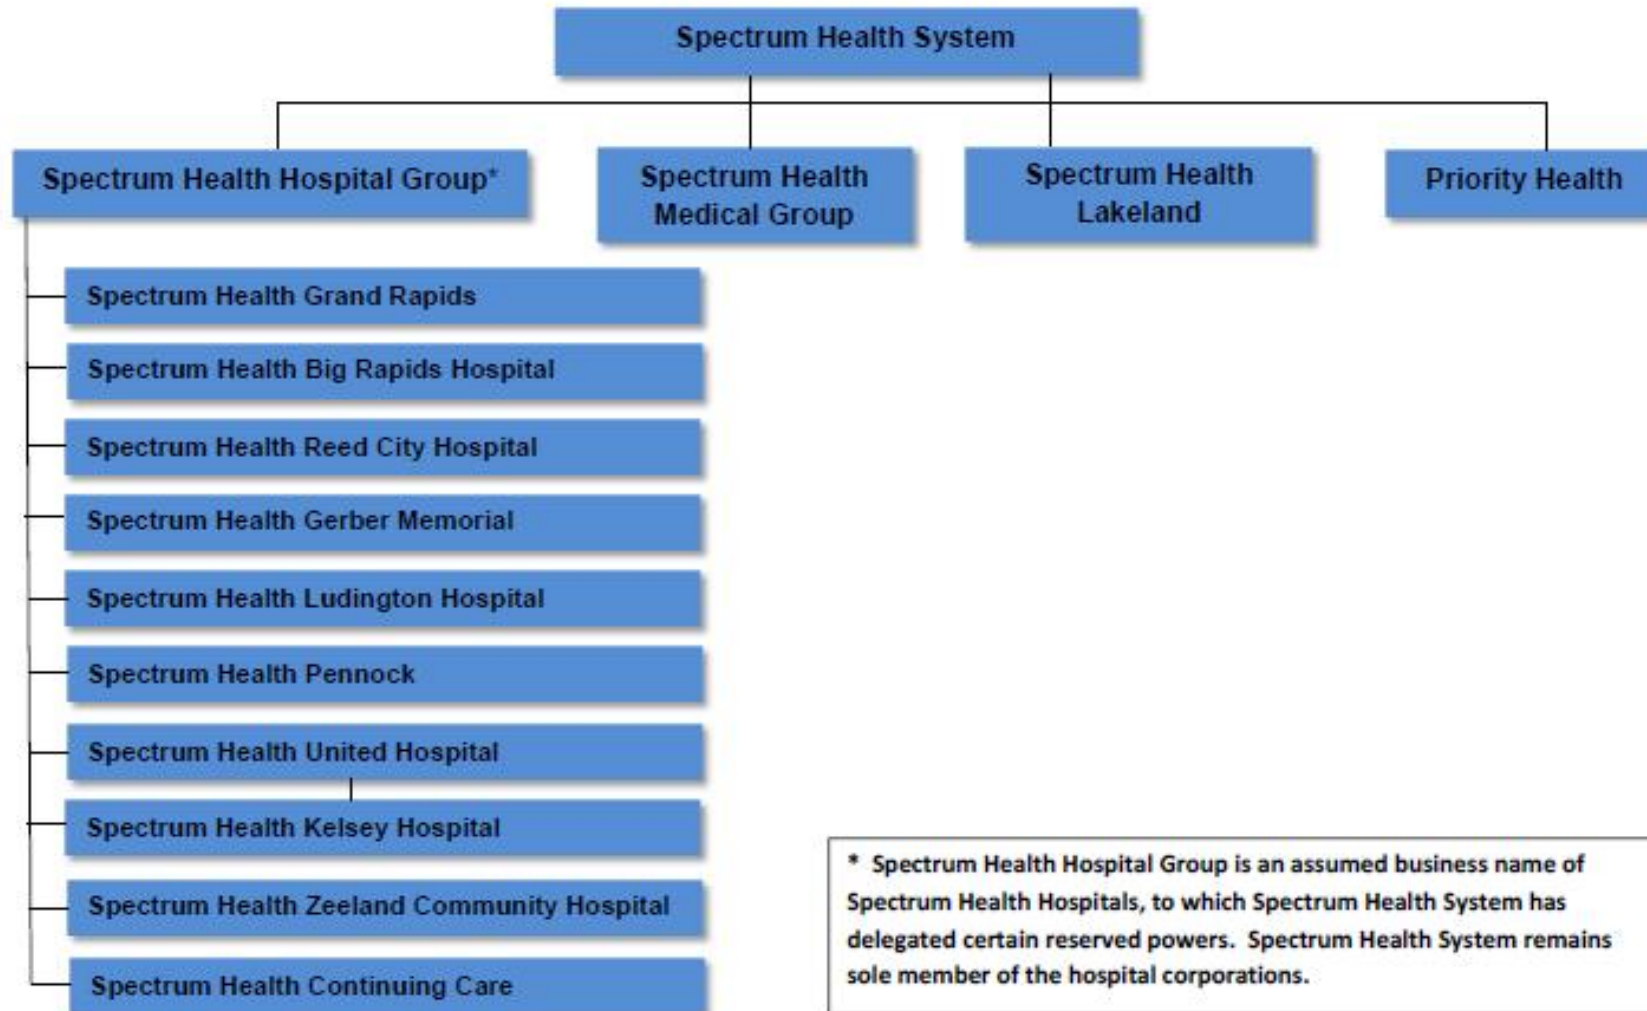 Spectrum Health System
Spectrum Health Hospital Group*
Spectrum Health
Medical Group
Spectrum Health
Lakeland
Priority Health
Spectrum Health Grand Rapids
Spectrum Health Big Rapids Hospital
Spectrum Health Reed City Hospital
Spectrum Health Gerber Memorial
Spectrum Health Ludington Hospital
Spectrum Health Pennock
Spectrum Health United Hospital
Spectrum Health Kelsey Hospital
Spectrum Health Zeeland Community Hospital
Spectrum Health Continuing Care
* Spectrum Health Hospital Group is an assumed business name of
Spectrum Health Hospitals, to which Spectrum Health System has
delegated certain reserved powers. Spectrum Health System remains
sole member of the hospital corporations.